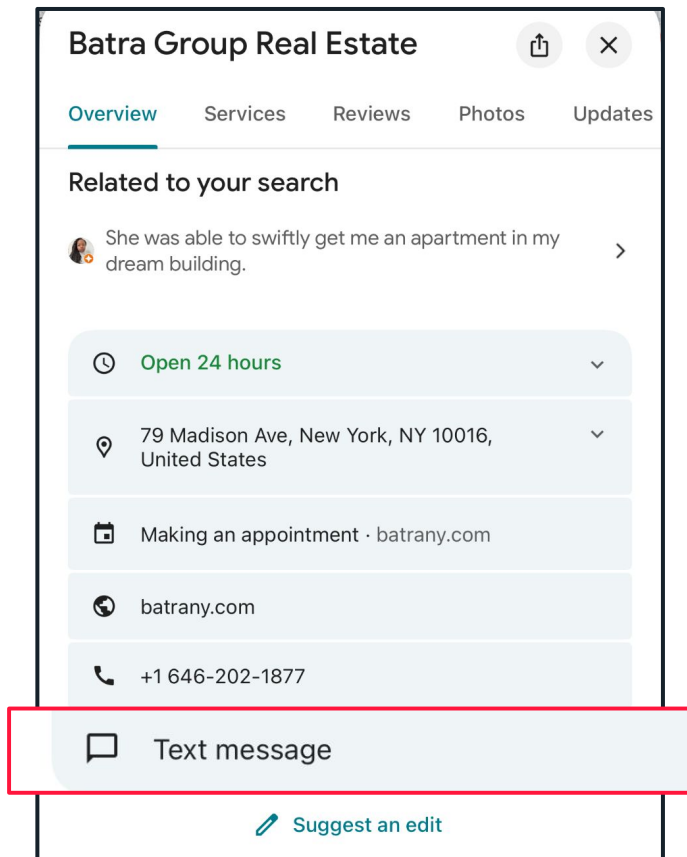 Batra Group Real Estate
Overview Services Reviews Photos Updates
Related to your search
She was able to swiftly get me an apartment in my
dream building.
Open 24 hours
79 Madison Ave, New York, NY 10016,
United States
Making an appointment · batrany.com
batrany.com
+1 646-202-1877
Text message
Suggest an edit